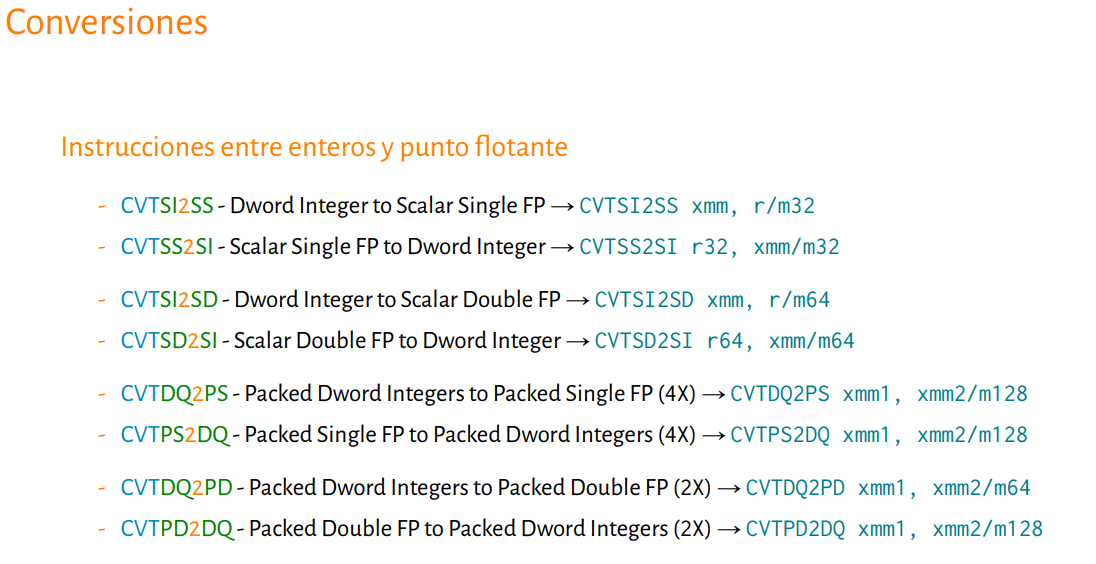 Conversiones
Instrucciones entre enteros y punto flotante
- CVTSI2SS - Dword Integer to Scalar Single FP → CVTSI2SS xmm, r/m32
- CVTSS2SI - Scalar Single FP to Dword Integer → CVTSS2SI r32, xmm/m32
- CVTSI2SD - Dword Integer to Scalar Double FP → CVTSI2SD xmm, r/m64
- CVTSD2SI - Scalar Double FP to Dword Integer → CVTSD2SI r64, xmm/m64
- CVTDQ2PS - Packed Dword Integers to Packed Single FP (4X) → CVTDQ2PS xmm1, xmm2/m128
- CVTPS2DQ - Packed Single FP to Packed Dword Integers (4X) → CVTPS2DQ xmm1, xmm2/m128
- CVTDQ2PD - Packed Dword Integers to Packed Double FP (2X) → CVTDQ2PD xmm1, xmm2/m64
- CVTPD2DQ - Packed Double FP to Packed Dword Integers (2X) → CVTPD2DQ xmm1, xmm2/m128